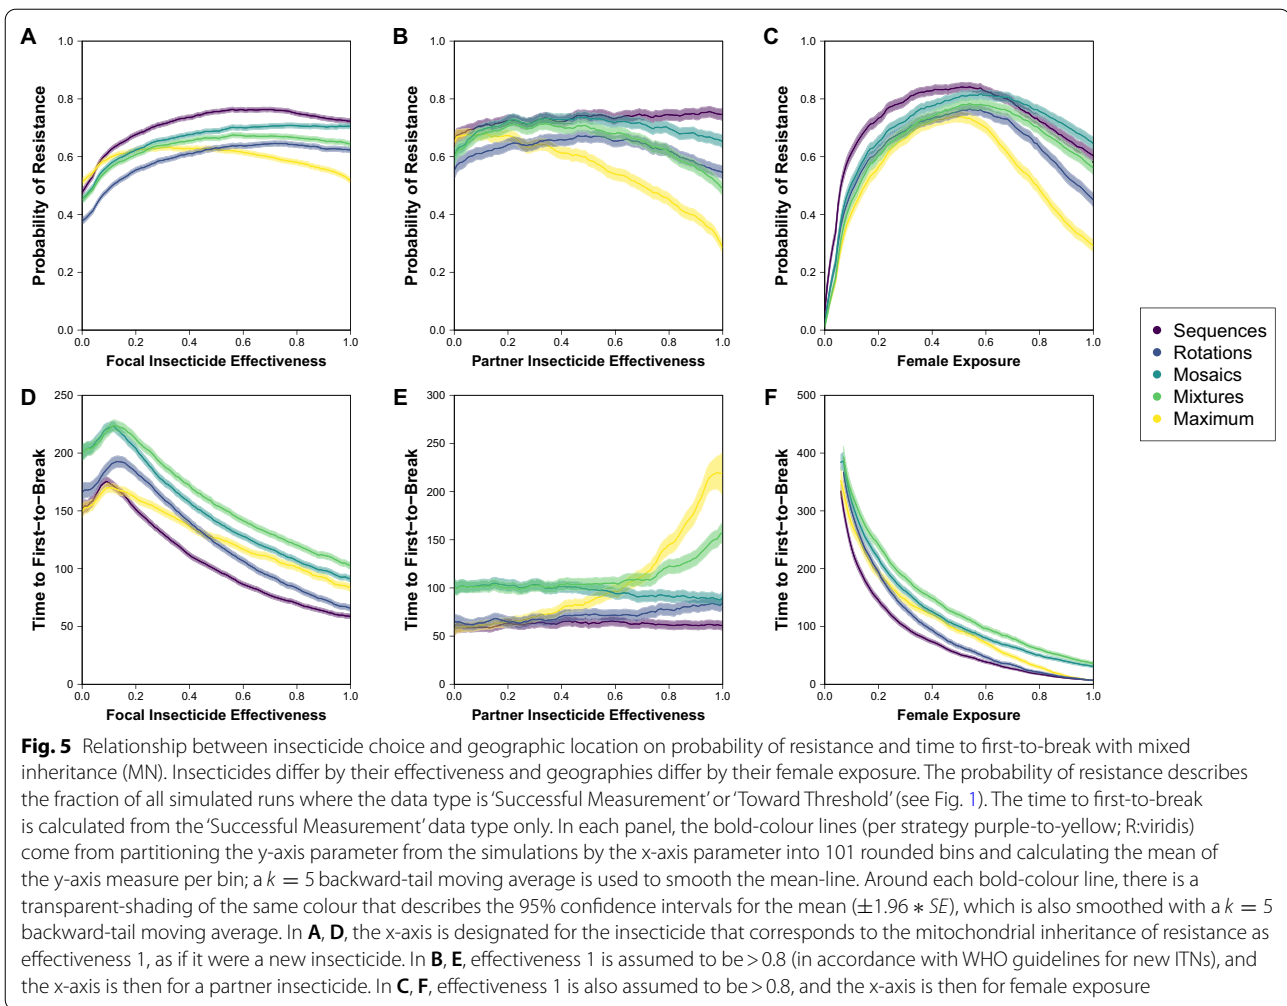 A
B
C
1.0
0.8
0.6
0.4
0.2
0.0
Probability of Resistance
0.0 0.2 0.4 0.6 0.8 1.0
Focal Insecticide Effectiveness
1.0
0.8
0.6
0.4
0.2
0.0
Probability of Resistance
0.0 0.2 0.4 0.6 0.8 1.0
Partner Insecticide Effectiveness
1.0
0.8
0.6
0.4
0.2
0.0
Probability of Resistance
0.0 0.2 0.4 0.6 0.8 1.0
Female Exposure
Sequences
Rotations
Mosaics
Mixtures
Maximum
D
E
F
250
200
150
100
50
0
Time to First−to−Break
0.0 0.2 0.4 0.6 0.8 1.0
Focal Insecticide Effectiveness
300
250
200
150
100
50
0
Time to First−to−Break
0.0 0.2 0.4 0.6 0.8 1.0
Partner Insecticide Effectiveness
500
400
300
200
100
0
Time to First−to−Break
0.0 0.2 0.4 0.6 0.8 1.0
Female Exposure
Fig. 5 Relationship between insecticide choice and geographic location on probability of resistance and time to first-to-break with mixed
inheritance (MN). Insecticides differ by their effectiveness and geographies differ by their female exposure. The probability of resistance describes
the fraction of all simulated runs where the data type is ‘Successful Measurement’ or ‘Toward Threshold’ (see Fig. 1). The time to first-to-break
is calculated from the ‘Successful Measurement’ data type only. In each panel, the bold-colour lines (per strategy purple-to-yellow; R:viridis)
come from partitioning the y-axis parameter from the simulations by the x-axis parameter into 101 rounded bins and calculating the mean of
the y-axis measure per bin; a k = 5 backward-tail moving average is used to smooth the mean-line. Around each bold-colour line, there is a
transparent-shading of the same colour that describes the 95% confidence intervals for the mean (±1.96 ∗ SE), which is also smoothed with a k = 5
backward-tail moving average. In A, D, the x-axis is designated for the insecticide that corresponds to the mitochondrial inheritance of resistance as
effectiveness 1, as if it were a new insecticide. In B, E, effectiveness 1 is assumed to be > 0.8 (in accordance with WHO guidelines for new ITNs), and
the x-axis is then for a partner insecticide. In C, F, effectiveness 1 is also assumed to be > 0.8, and the x-axis is then for female exposure